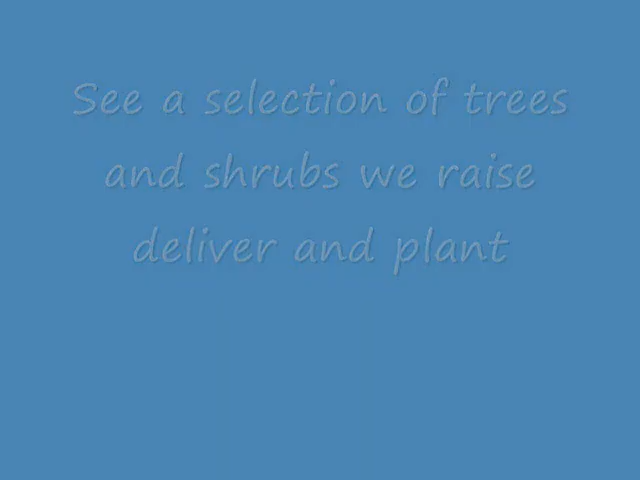 See a selection of trees
and shrubs we raise
deliver and plant